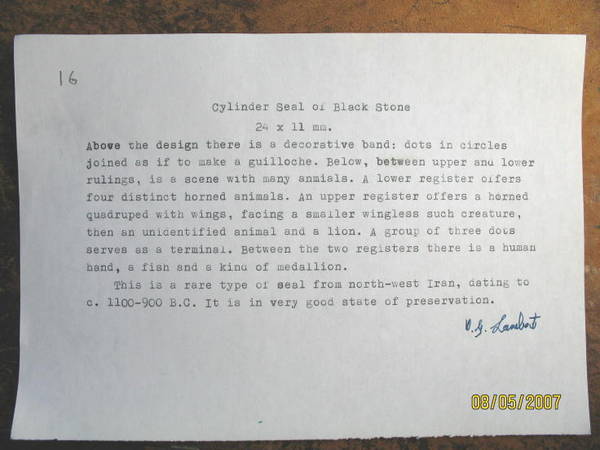 16
Cylinder Seal of Black Stone
24 x 11 mm.
Above the design there is a decorative band: dots in circles
joined as if to make a guilloche. Below, between upper and lower
rulings, is a scene with many anmials. A lower register offers
four distinct horned animals. An upper register offers a horned
quadruped with wings, facing a smaller wingless such creature,
then an unidentified animal and a lion. A group of three dots
serves as a terminal. Between the two registers there is a human
hand, a fish and a kind of medallion.
This is a rare type of seal from north-west Iran, dating to
c. 1100-900 B.C. It is in very good state of preservation.
W. G. Lambert
08/05/2007